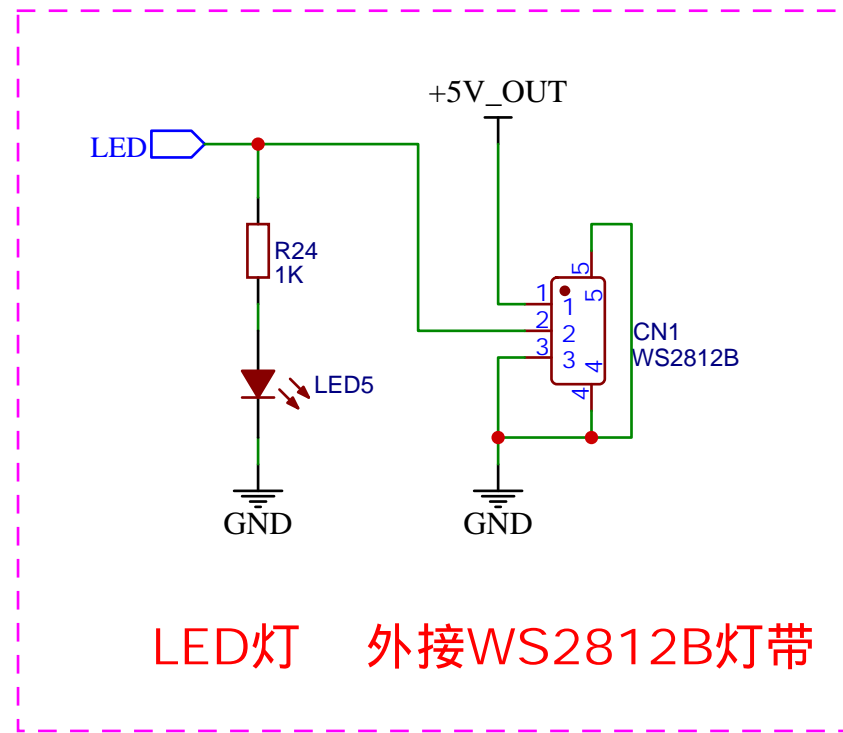 +5V_OUT
LED
R24
1K
LED5
GND
1
2
3
1
2
3
5
5
4
4
CN1
WS2812B
GND
LED灯 外接WS2812B灯带